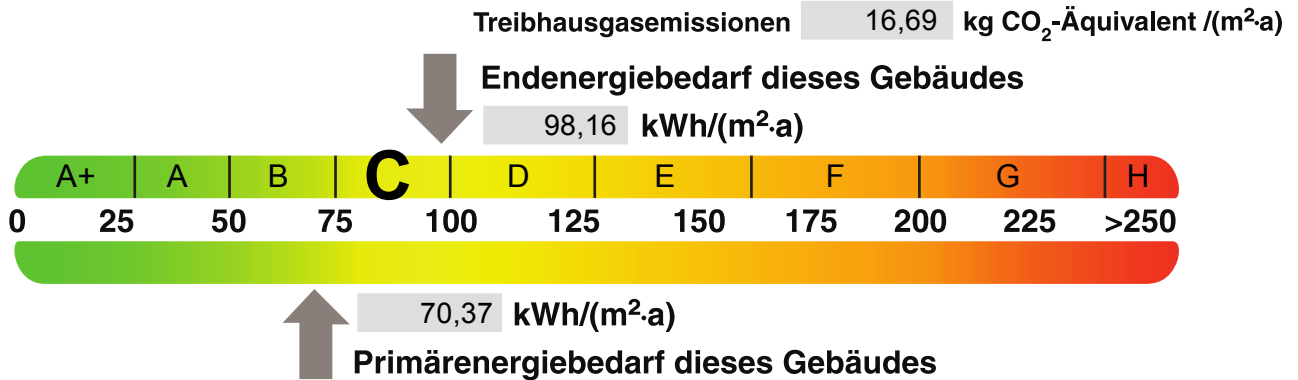 Treibhausgasemissionen 16,69 kg CO₂-Äquivalent /(m²·a)
Endenergiebedarf dieses Gebäudes
98,16 kWh/(m²·a)
A+ A B C D E F G H
0 25 50 75 100 125 150 175 200 225 >250
70,37 kWh/(m²·a)
Primärenergiebedarf dieses Gebäudes